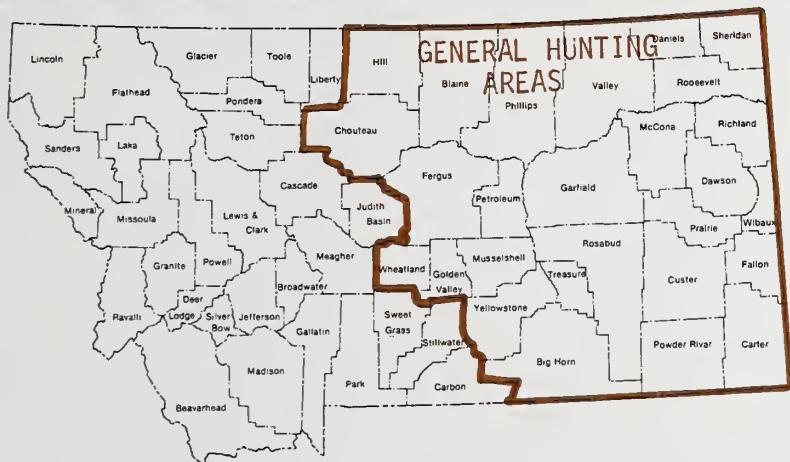 GENERAL HUNTING
AREAS
Lincoln
Glacier
Toole
Liberty
Hill
Blaine
Phillips
Valley
Daniels
Sheridan
Flathead
Pondera
Roosevelt
Sanders
Laka
Teton
Chouteau
McCona
Richland
Mineral
Missoula
Lewis &
Clark
Cascade
Judith
Basin
Fergus
Petroleum
Garfield
Dawson
Wibaux
Granite
Powell
Meagher
Broadwater
Wheatland
Golden
Valley
Musselshell
Rosebud
Treasure
Prairie
Custer
Fallon
Ravalli
Deer
Lodge
Silver
Bow
Jefferson
Gallatin
Sweet
Grass
Stillwater
Yellowstone
Big Horn
Powder Rivar
Carter
Beaverhead
Madison
Park
Carbon